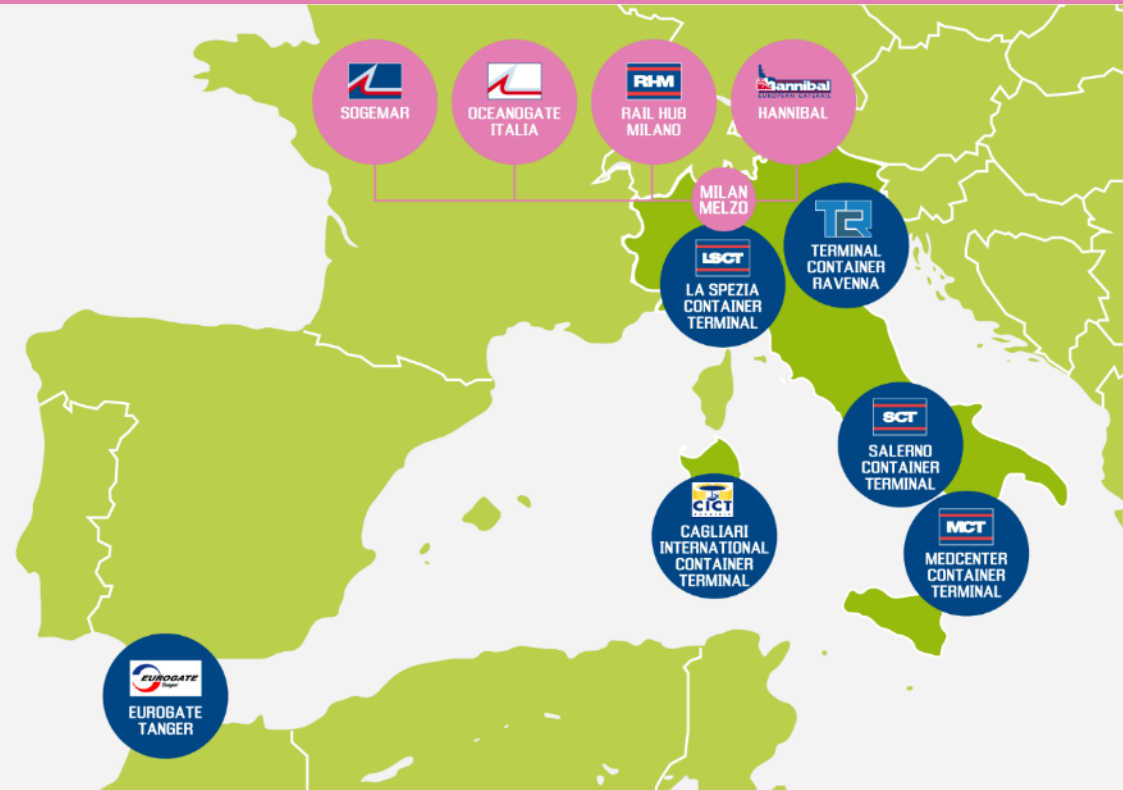 SOGEMAR
OCEANOGATE
ITALIA
RHM
RAIL HUB
MILANO
Hannibal
HANNIBAL
MILAN
MELZO
LSCT
LA SPEZIA
CONTAINER
TERMINAL
TCR
TERMINAL
CONTAINER
RAVENNA
SCT
SALERNO
CONTAINER
TERMINAL
CICT
CAGLIARI
INTERNATIONAL
CONTAINER
TERMINAL
MCT
MEDCENTER
CONTAINER
TERMINAL
EUROGATE
Tanger
EUROGATE
TANGER